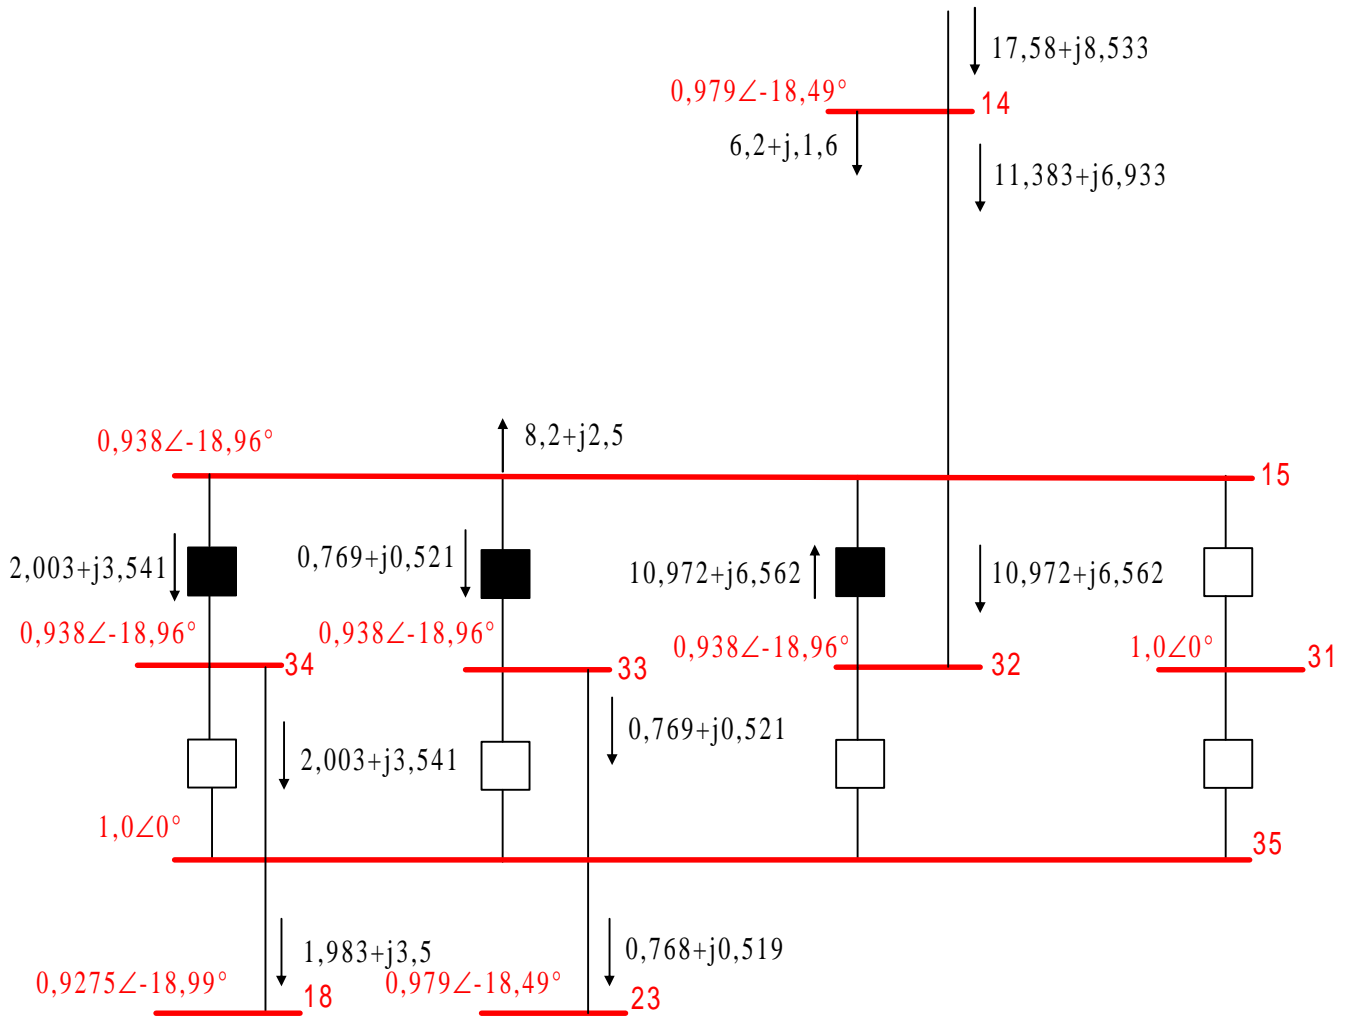 17,58+j8,533
0,979∠-18,49°
14
6,2+j,1,6
11,383+j6,933
0,938∠-18,96°
8,2+j2,5
15
2,003+j3,541
0,769+j0,521
10,972+j6,562
10,972+j6,562
0,938∠-18,96°
0,938∠-18,96°
0,938∠-18,96°
1,0∠0°
34
33
32
31
2,003+j3,541
0,769+j0,521
1,0∠0°
35
1,983+j3,5
0,768+j0,519
0,9275∠-18,99°
18
0,979∠-18,49°
23